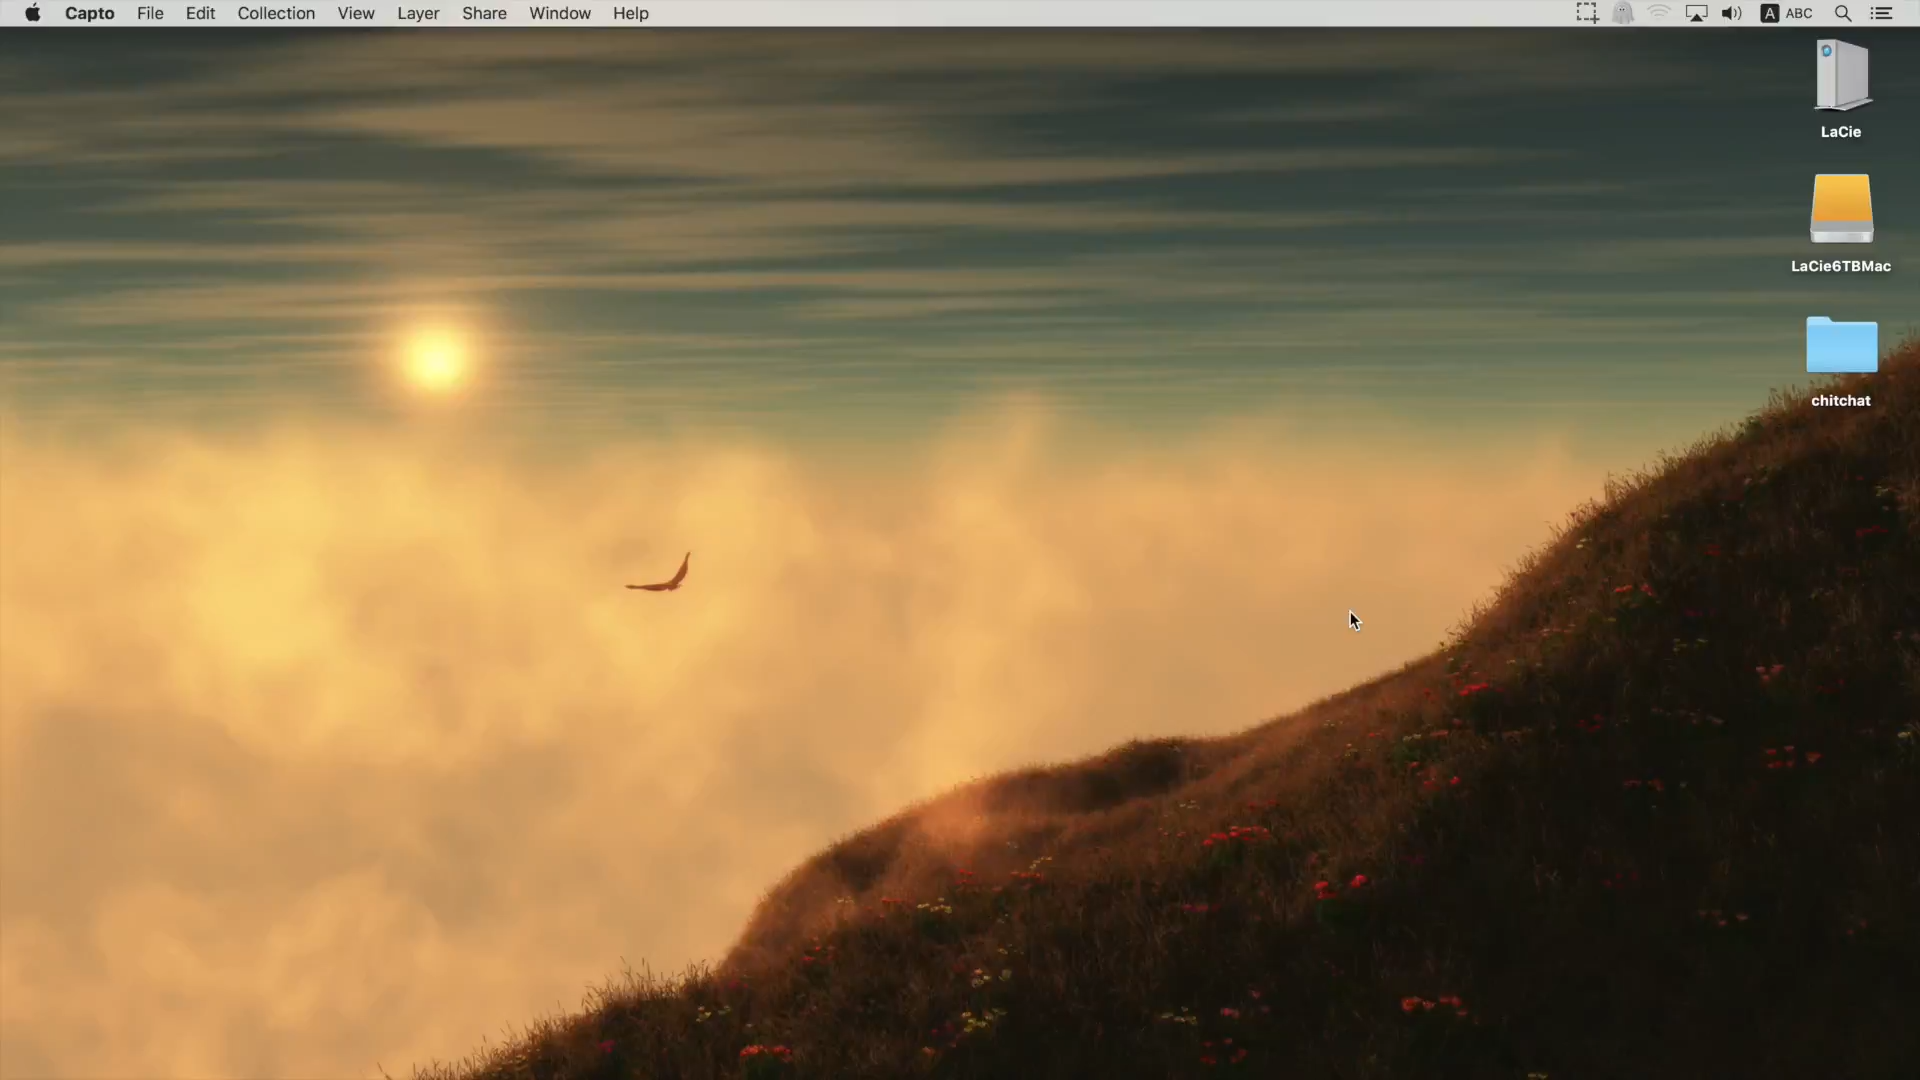 Capto File Edit Collection View Layer Share Window Help A ABC
LaCie
LaCie6TBMac
chitchat